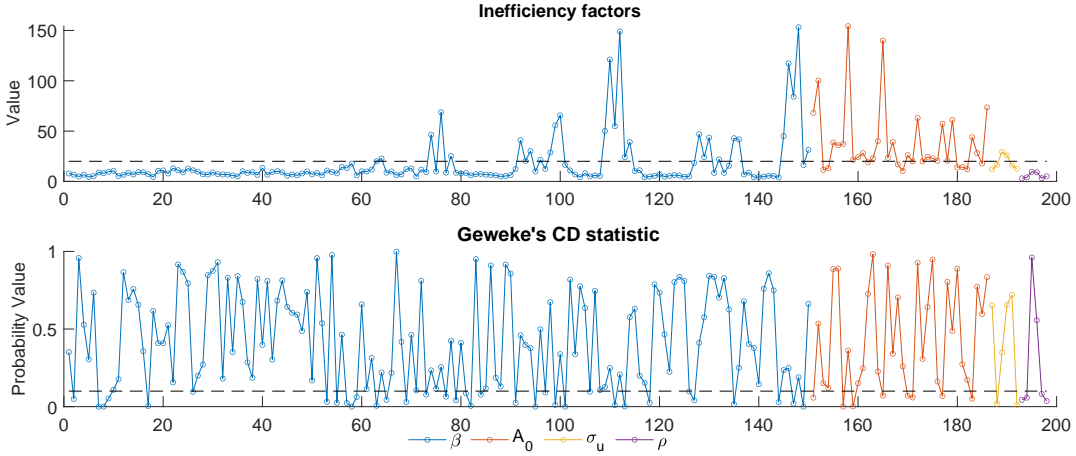 Inefficiency factors
Value
150
100
50
0
0 20 40 60 80 100 120 140 160 180 200
Geweke's CD statistic
Probability Value
1
0.5
0
0 20 40 60 80 100 120 140 160 180 200
β A₀ σᵤ ρ